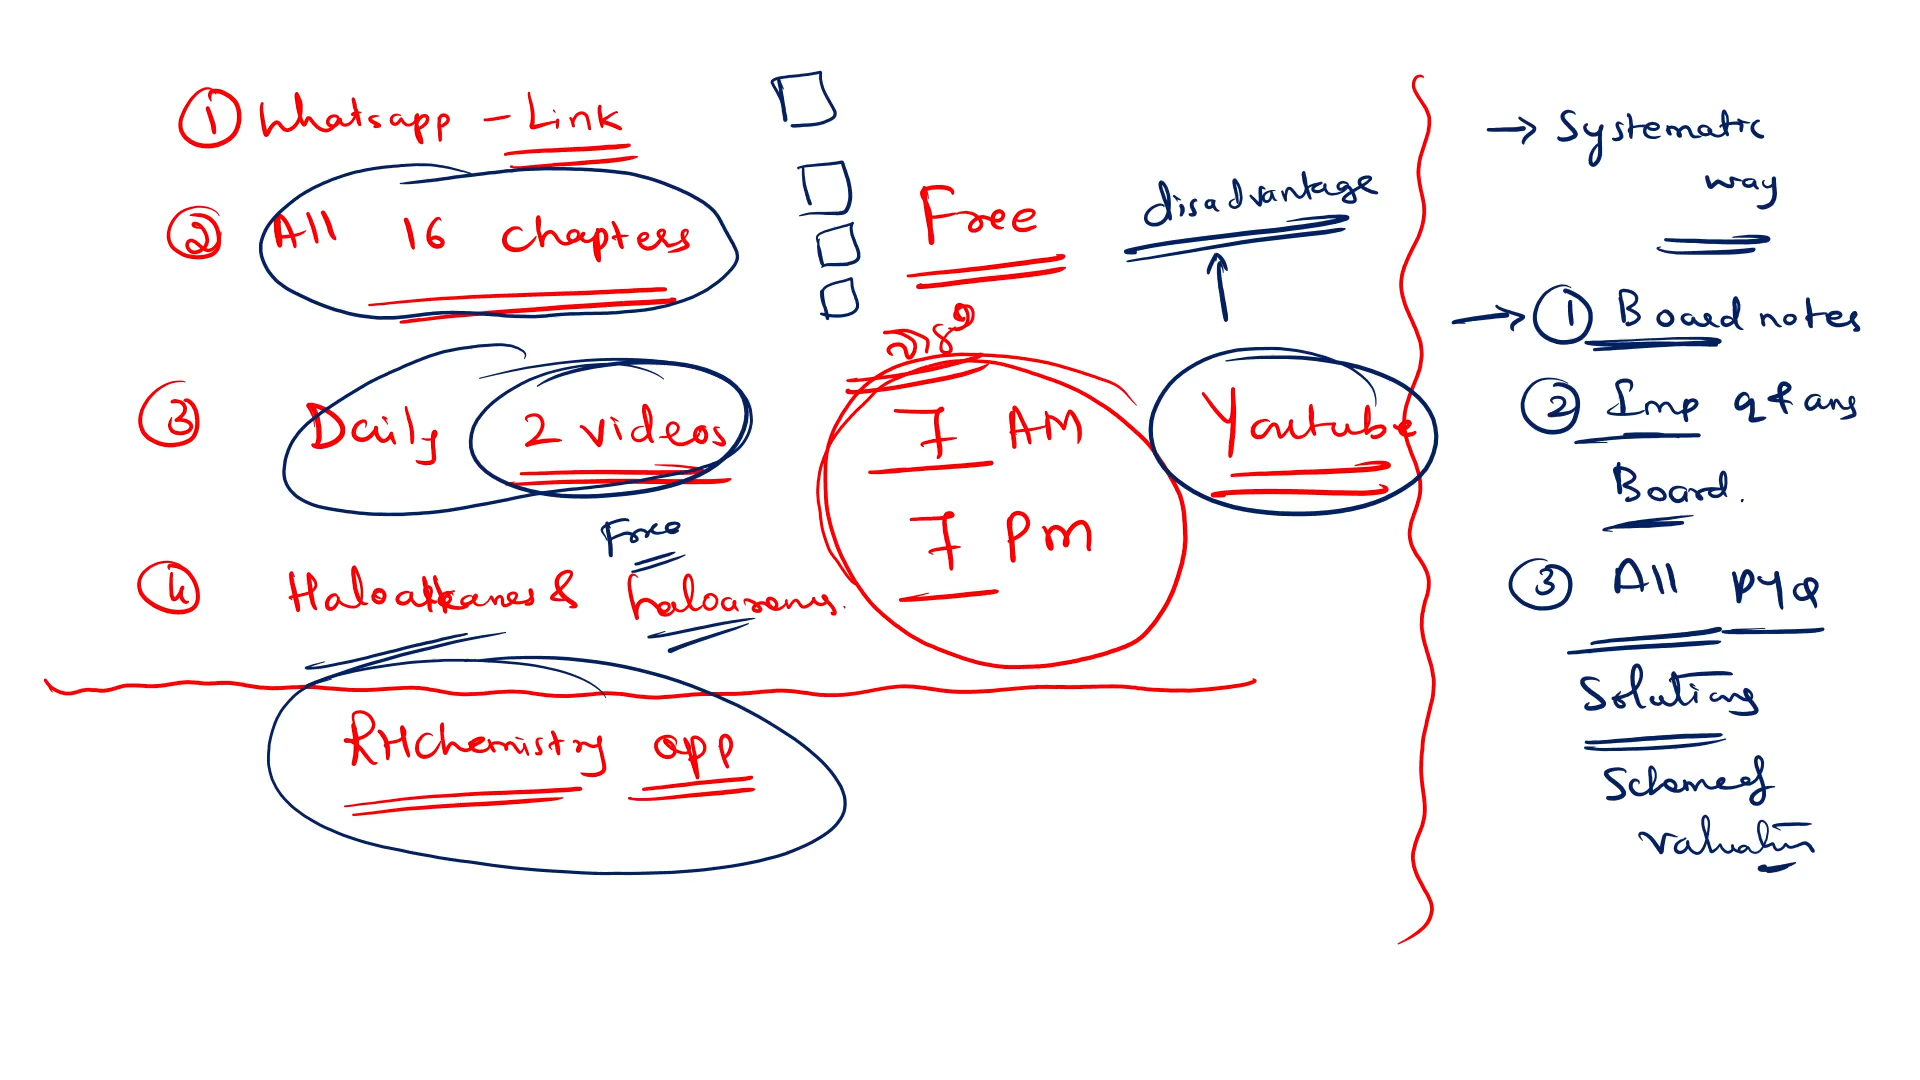 ① Whatsapp - Link
② All 16 chapters
Free
disadvantage
③ Daily 2 videos
7 AM
7 PM
Youtube
Free
④ Haloalkanes & haloarenes.
RHChemistry app
→ Systematic
way
→ ① Board notes
② Imp q & ans
Board.
③ All PYQ
Solutions
Scheme of
valuation